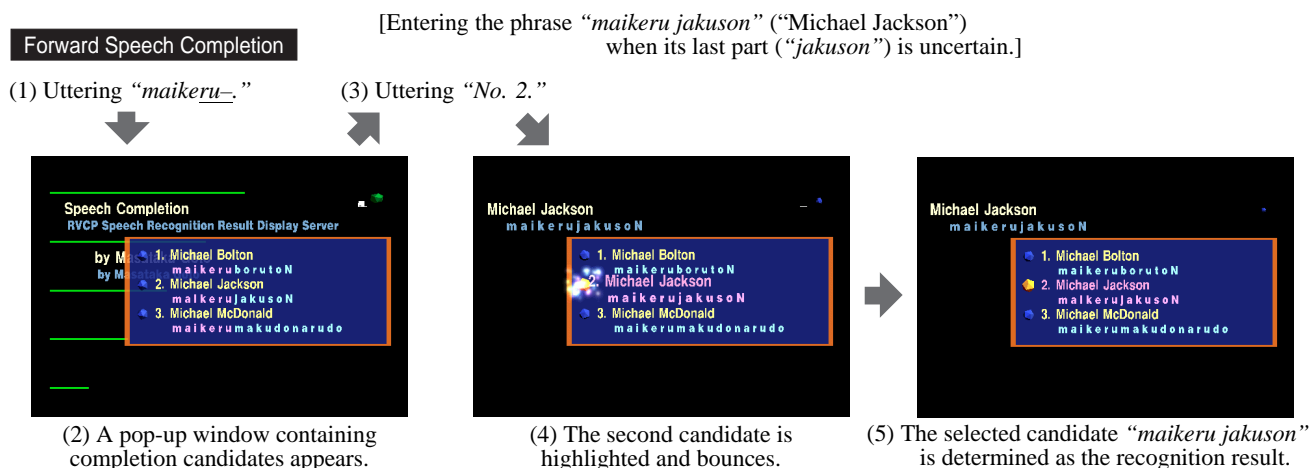 [Entering the phrase “maikeru jakuson” (“Michael Jackson”)
when its last part (“jakuson”) is uncertain.]
Forward Speech Completion
(1) Uttering “maikeru–.”
(3) Uttering “No. 2.”
Speech Completion
RVCP Speech Recognition Result Display Server
by Masataka
by Masataka
1. Michael Bolton
maikeruborutoN
2. Michael Jackson
maikerujakusoN
3. Michael McDonald
maikerumakudonarudo
(2) A pop-up window containing
completion candidates appears.
Michael Jackson
maikerujakusoN
1. Michael Bolton
maikeruborutoN
2. Michael Jackson
maikerujakusoN
3. Michael McDonald
maikerumakudonarudo
(4) The second candidate is
highlighted and bounces.
Michael Jackson
maikerujakusoN
1. Michael Bolton
maikeruborutoN
2. Michael Jackson
maikerujakusoN
3. Michael McDonald
maikerumakudonarudo
(5) The selected candidate “maikeru jakuson”
is determined as the recognition result.